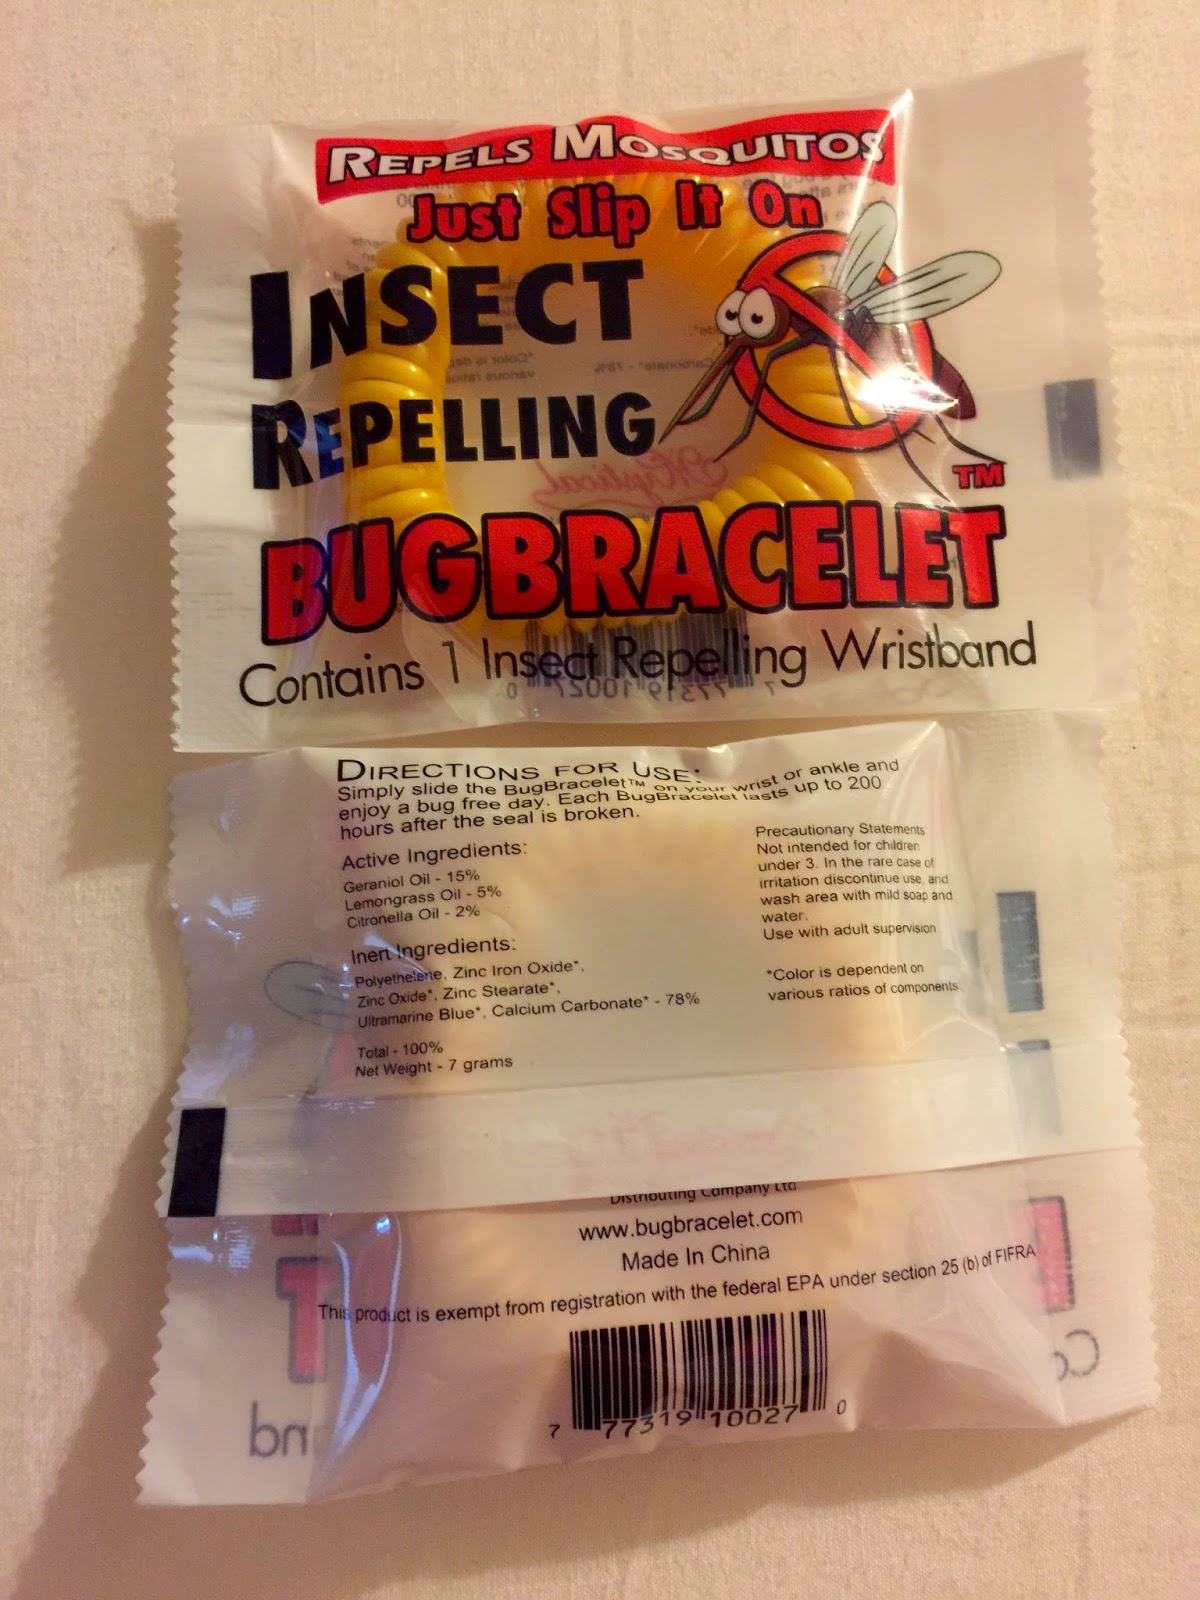 REPELS MOSQUITOS
Just Slip It On
INSECT
REPELLING
TM
BUGBRACELET
Contains 1 Insect Repelling Wristband
7 77319 10027 0
DIRECTIONS FOR USE:
Simply slide the BugBracelet™ on your wrist or ankle and
enjoy a bug free day. Each BugBracelet lasts up to 200
hours after the seal is broken.
Active Ingredients:
Geraniol Oil - 15%
Lemongrass Oil - 5%
Citronella Oil - 2%
Inert Ingredients:
Polyethelene, Zinc Iron Oxide*,
Zinc Oxide*, Zinc Stearate*,
Ultramarine Blue*, Calcium Carbonate* - 78%
Total - 100%
Net Weight - 7 grams
Precautionary Statements
Not intended for children
under 3. In the rare case of
irritation discontinue use, and
wash area with mild soap and
water.
Use with adult supervision
*Color is dependent on
various ratios of components
Distributing Company Ltd
www.bugbracelet.com
Made In China
This product is exempt from registration with the federal EPA under section 25 (b) of FIFRA
7 77319 10027 0